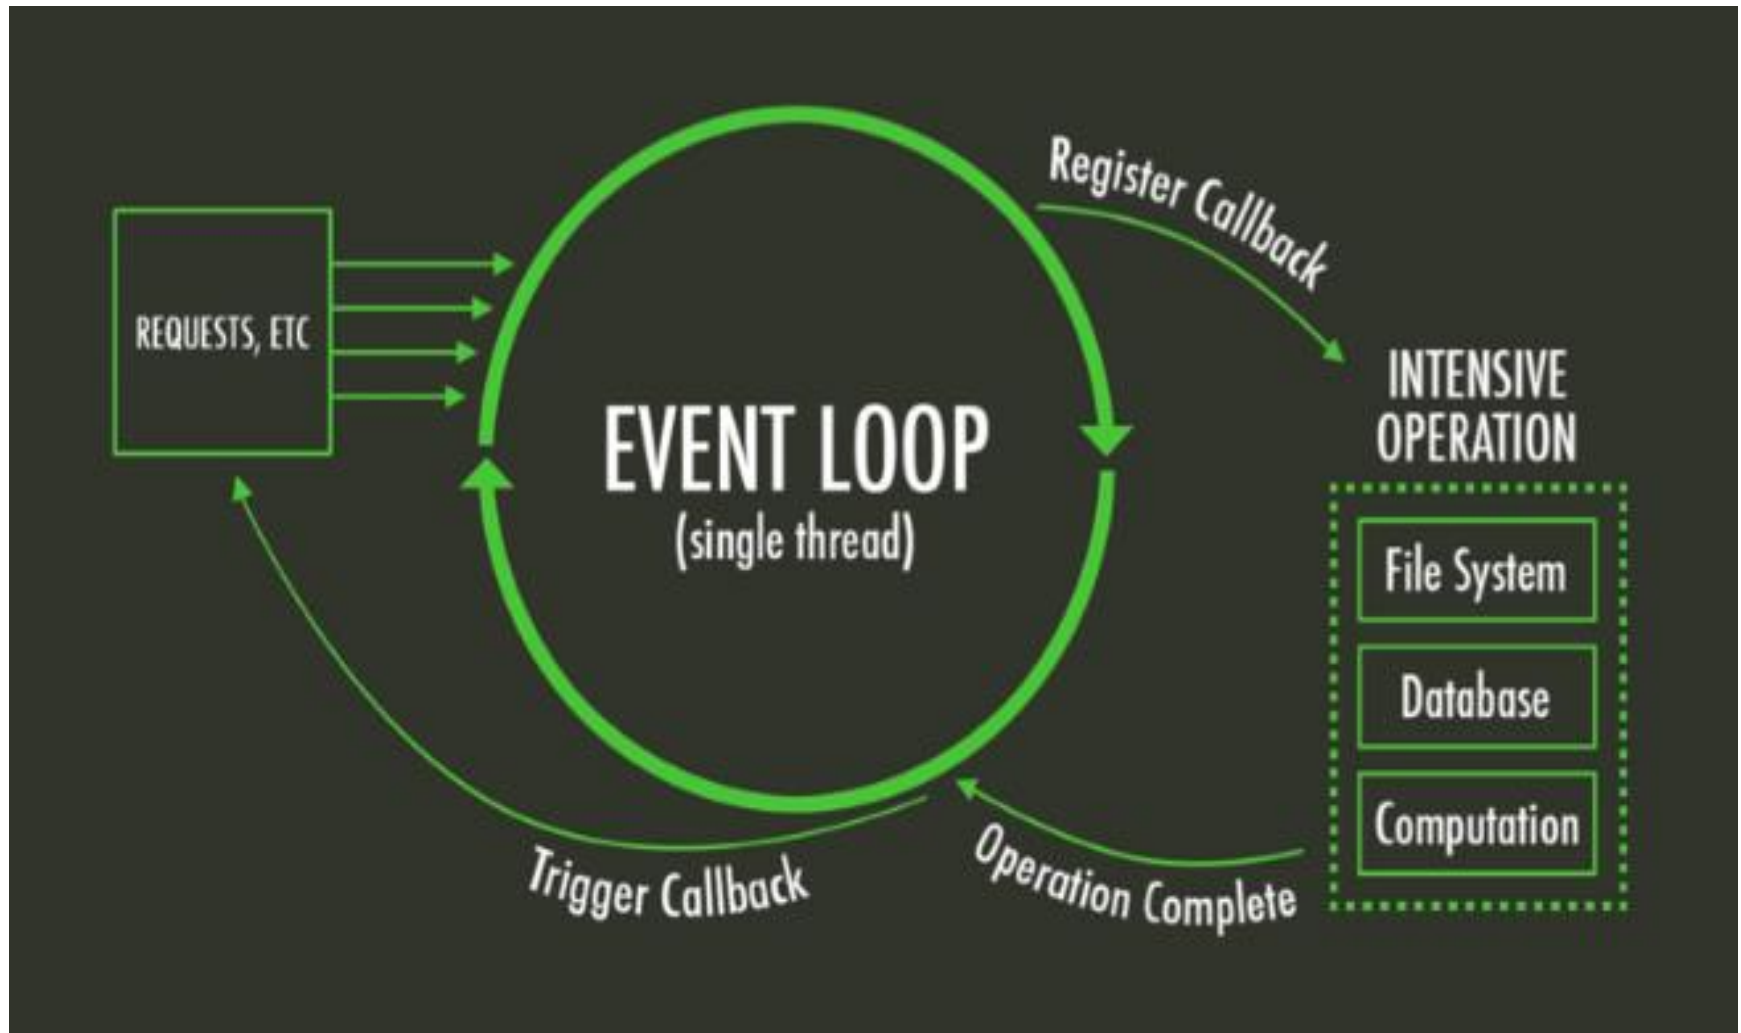 REQUESTS, ETC
EVENT LOOP
(single thread)
Register Callback
INTENSIVE
OPERATION
File System
Database
Computation
Operation Complete
Trigger Callback